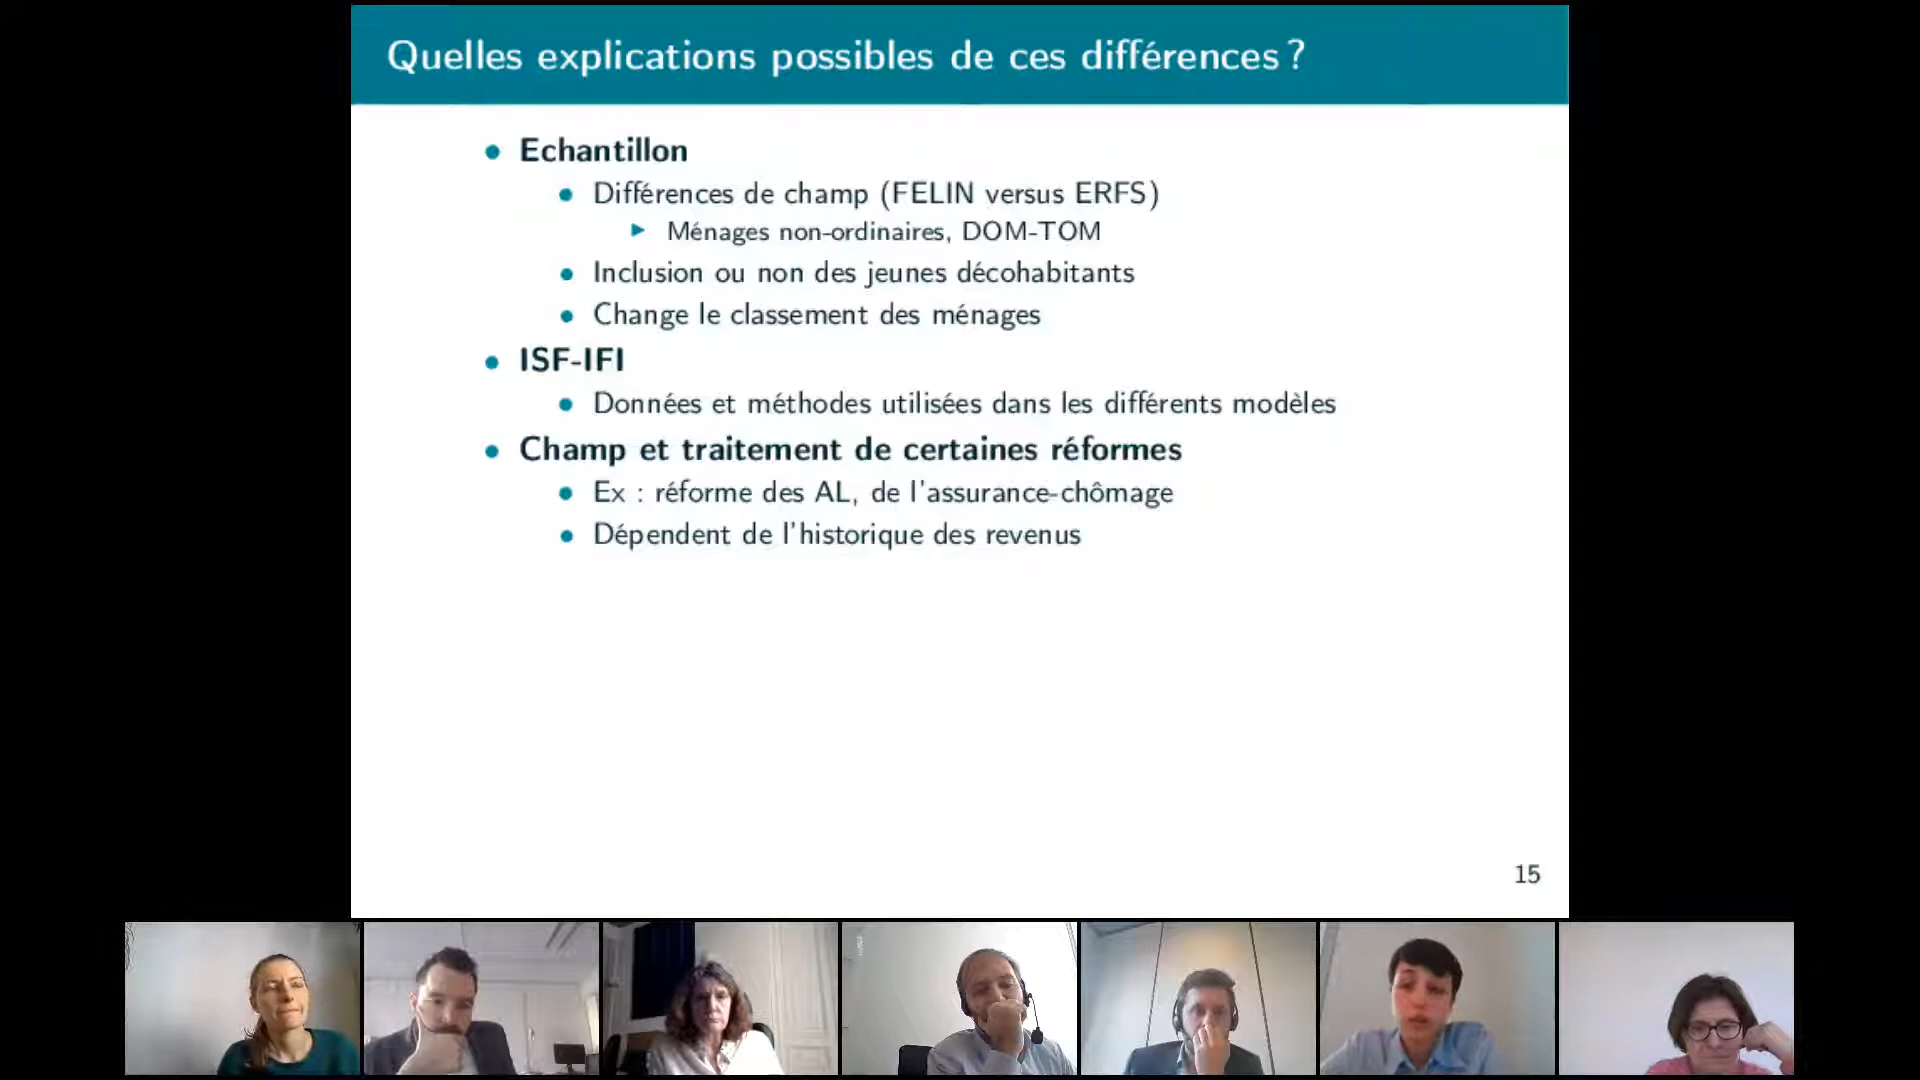 Quelles explications possibles de ces différences ?
• Echantillon
• Différences de champ (FELIN versus ERFS)
▶ Ménages non-ordinaires, DOM-TOM
• Inclusion ou non des jeunes décohabitants
• Change le classement des ménages
• ISF-IFI
• Données et méthodes utilisées dans les différents modèles
• Champ et traitement de certaines réformes
• Ex : réforme des AL, de l'assurance-chômage
• Dépendent de l'historique des revenus
15